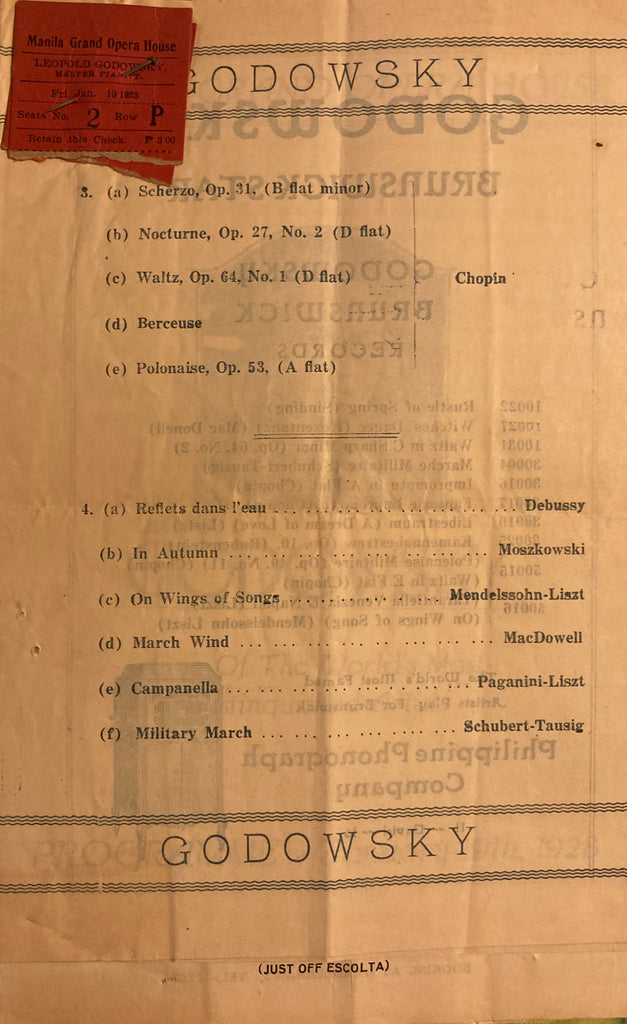 Manila Grand Opera House
LEOPOLD GODOWSKY.
MASTER PIANIST.
Fri. Jan. 19 1923
Seats No. 2 Row P
Retain this Check. ₱ 3 00
GODOWSKY
3. (a) Scherzo, Op. 31, (B flat minor)
(b) Nocturne, Op. 27, No. 2 (D flat)
(c) Waltz, Op. 64, No. 1 (D flat)
Chopin
(d) Berceuse
(e) Polonaise, Op. 53, (A flat)
4. (a) Reflets dans l'eau ........................ Debussy
(b) In Autumn ........................ Moszkowski
(c) On Wings of Songs ................ Mendelssohn-Liszt
(d) March Wind ........................ MacDowell
(e) Campanella ........................ Paganini-Liszt
(f) Military March .................... Schubert-Tausig
GODOWSKY
(JUST OFF ESCOLTA)